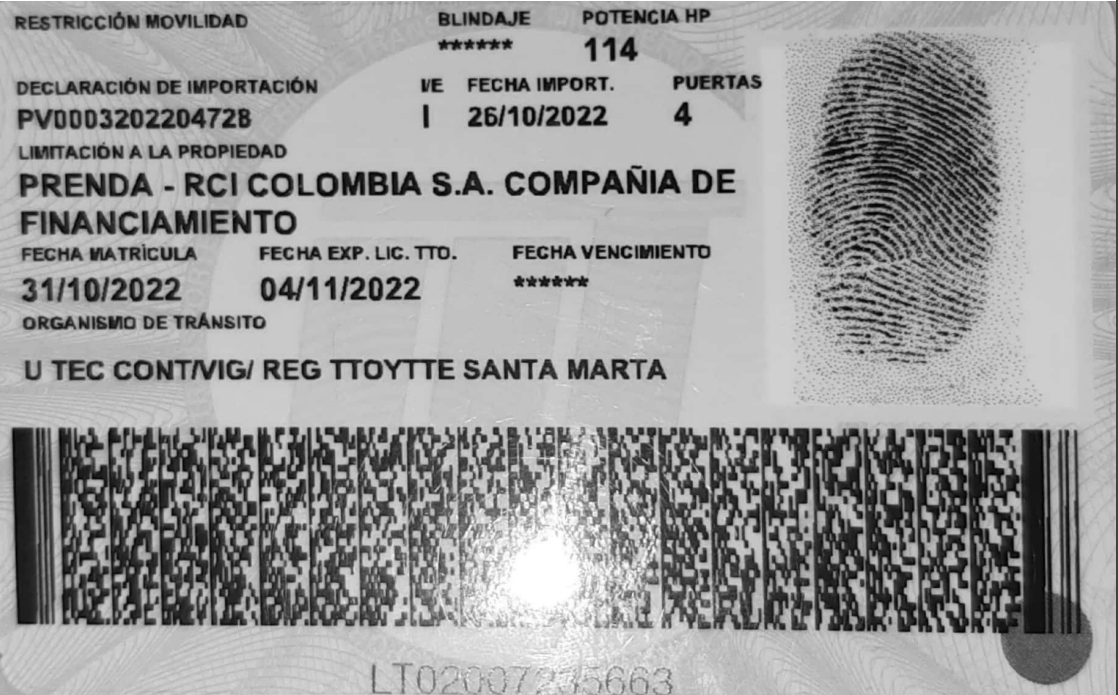 RESTRICCIÓN MOVILIDAD BLINDAJE POTENCIA HP
****** 114
DECLARACIÓN DE IMPORTACIÓN I/E FECHA IMPORT. PUERTAS
PV0003202204728 I 26/10/2022 4
LIMITACIÓN A LA PROPIEDAD
PRENDA - RCI COLOMBIA S.A. COMPAÑIA DE
FINANCIAMIENTO
FECHA MATRÍCULA FECHA EXP. LIC. TTO. FECHA VENCIMIENTO
31/10/2022 04/11/2022 ******
ORGANISMO DE TRÁNSITO
U TEC CONT/VIG/ REG TTOYTTE SANTA MARTA